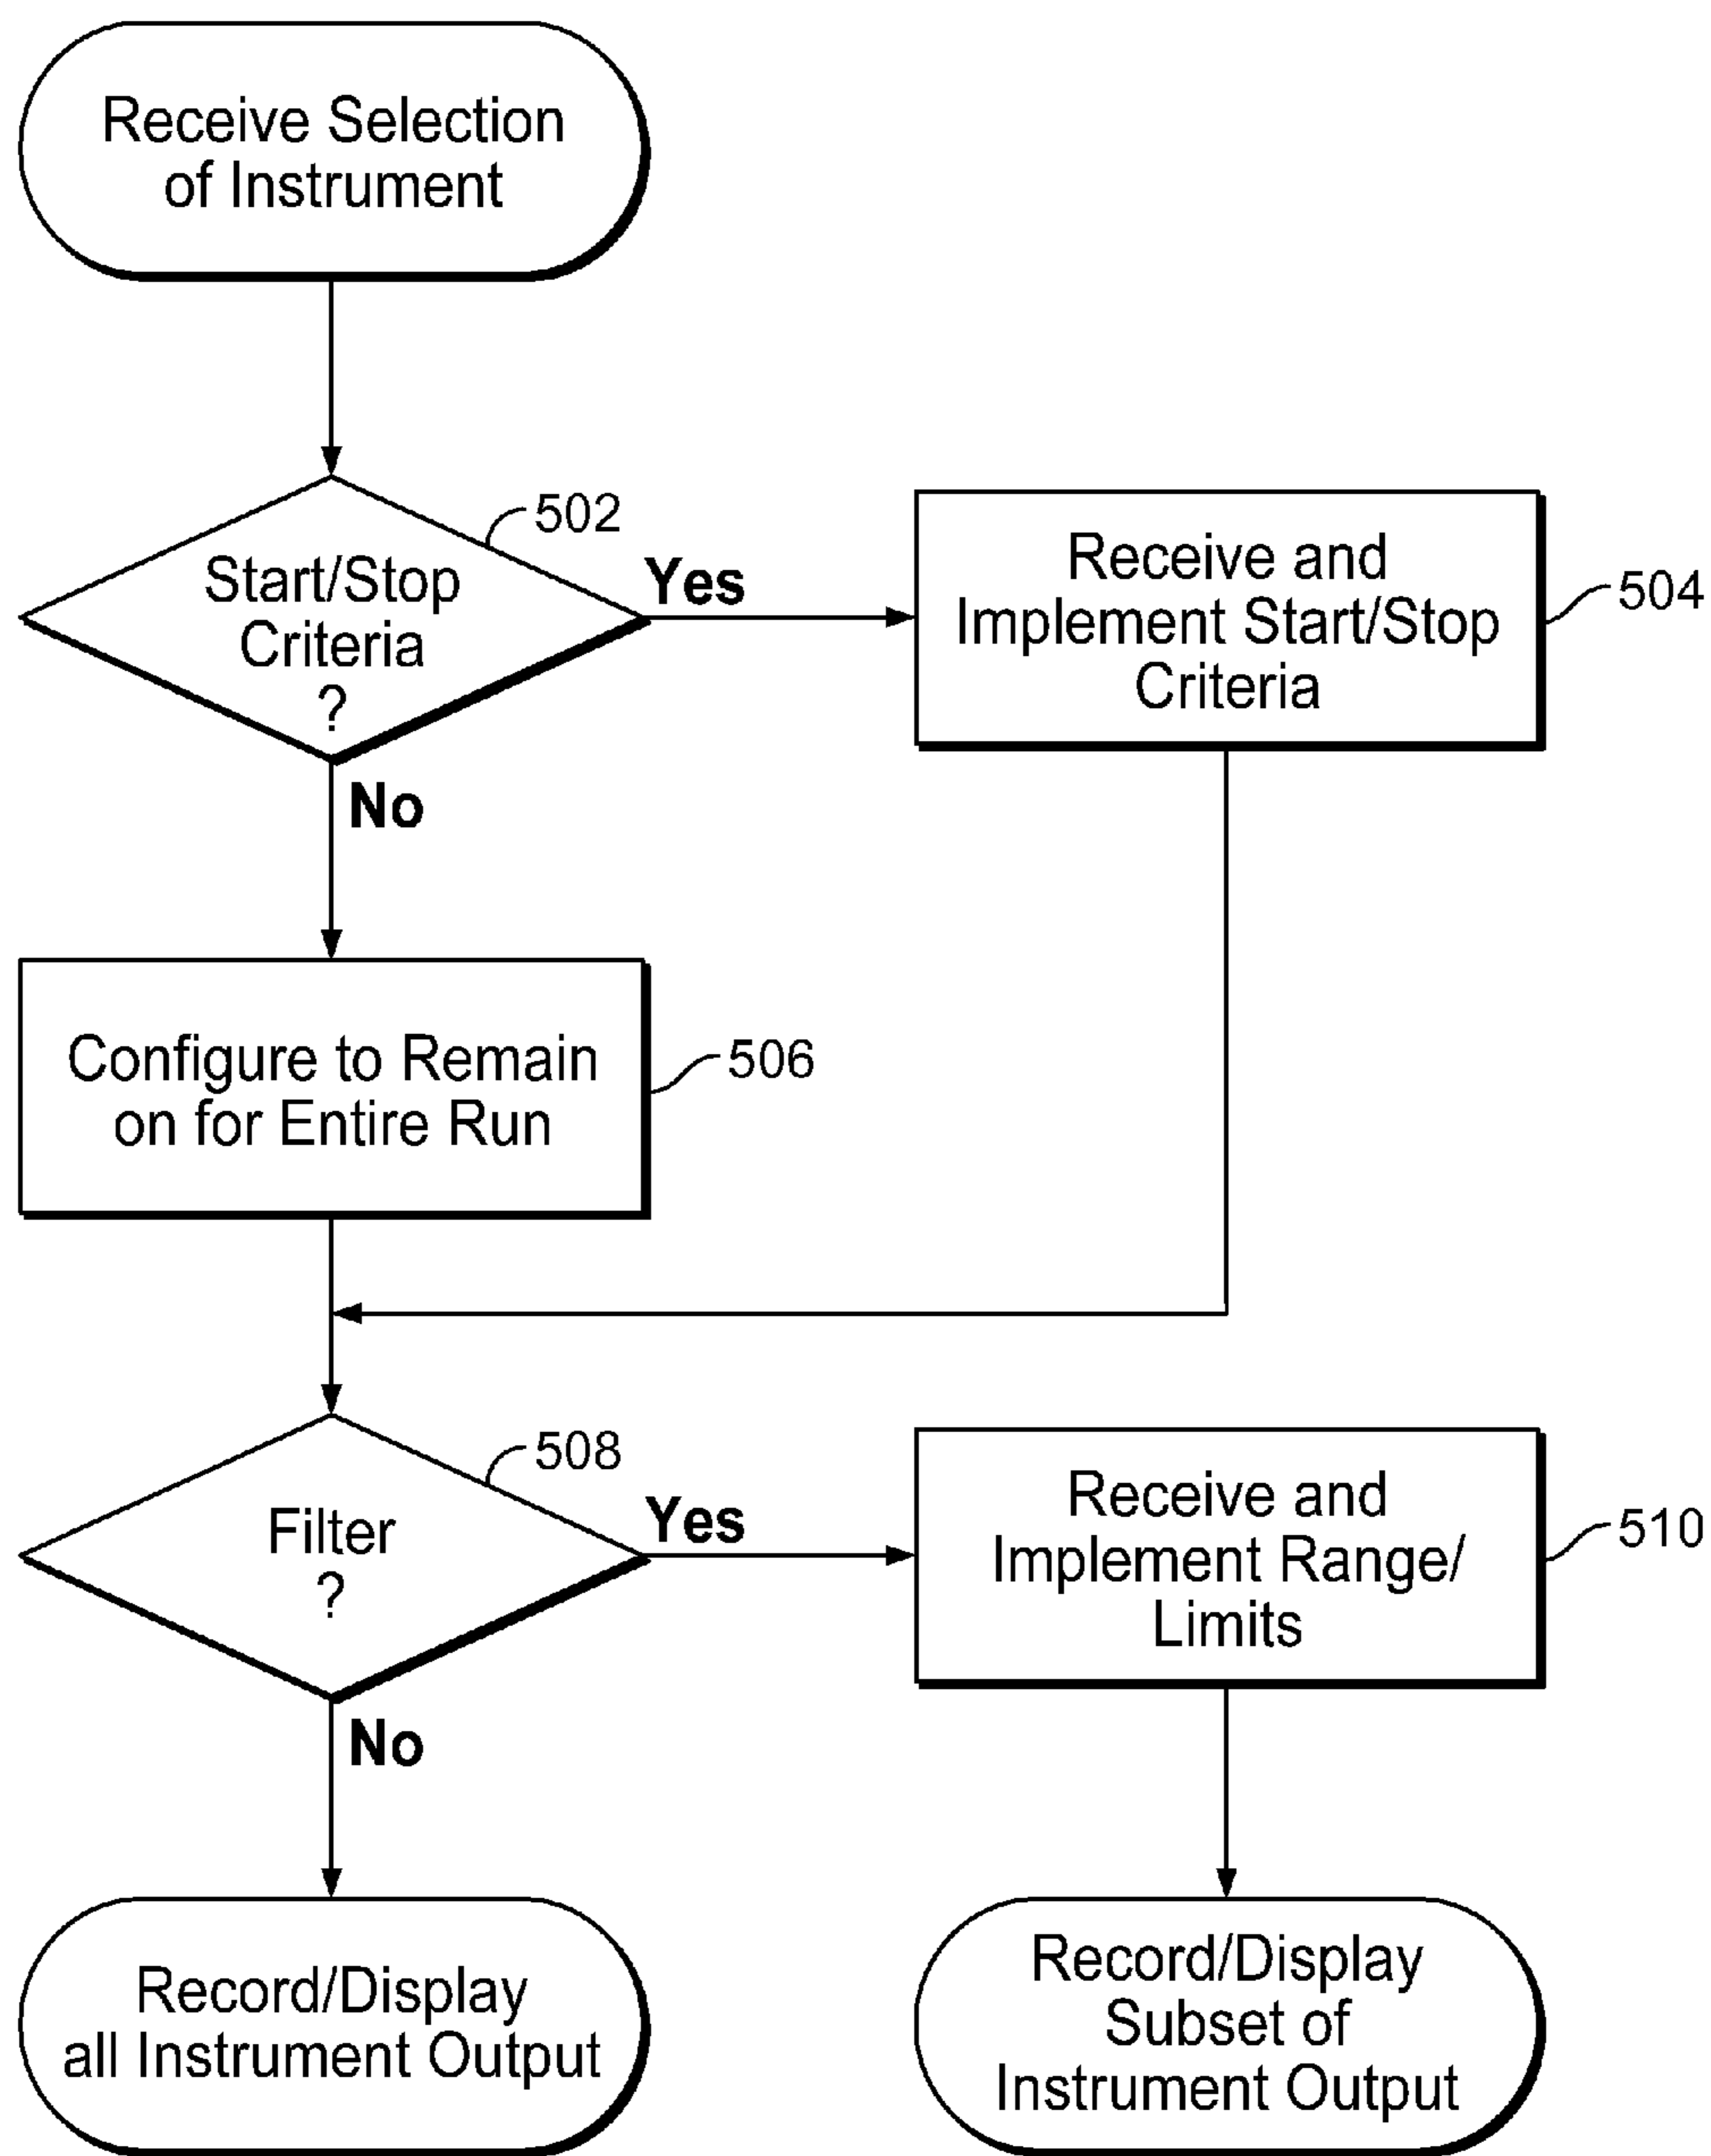 Receive Selection
of Instrument
502
Start/Stop
Criteria
?
Yes
No
Receive and
Implement Start/Stop
Criteria
504
Configure to Remain
on for Entire Run
506
508
Filter
?
Yes
No
Receive and
Implement Range/
Limits
510
Record/Display
all Instrument Output
Record/Display
Subset of
Instrument Output